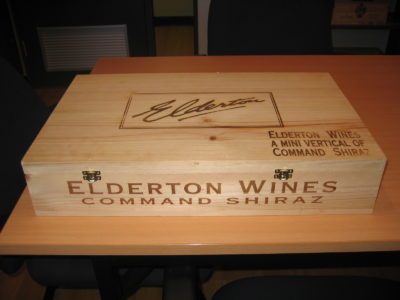 Elderton
ELDERTON WINES
A MINI VERTICAL OF
COMMAND SHIRAZ
ELDERTON WINES
COMMAND SHIRAZ